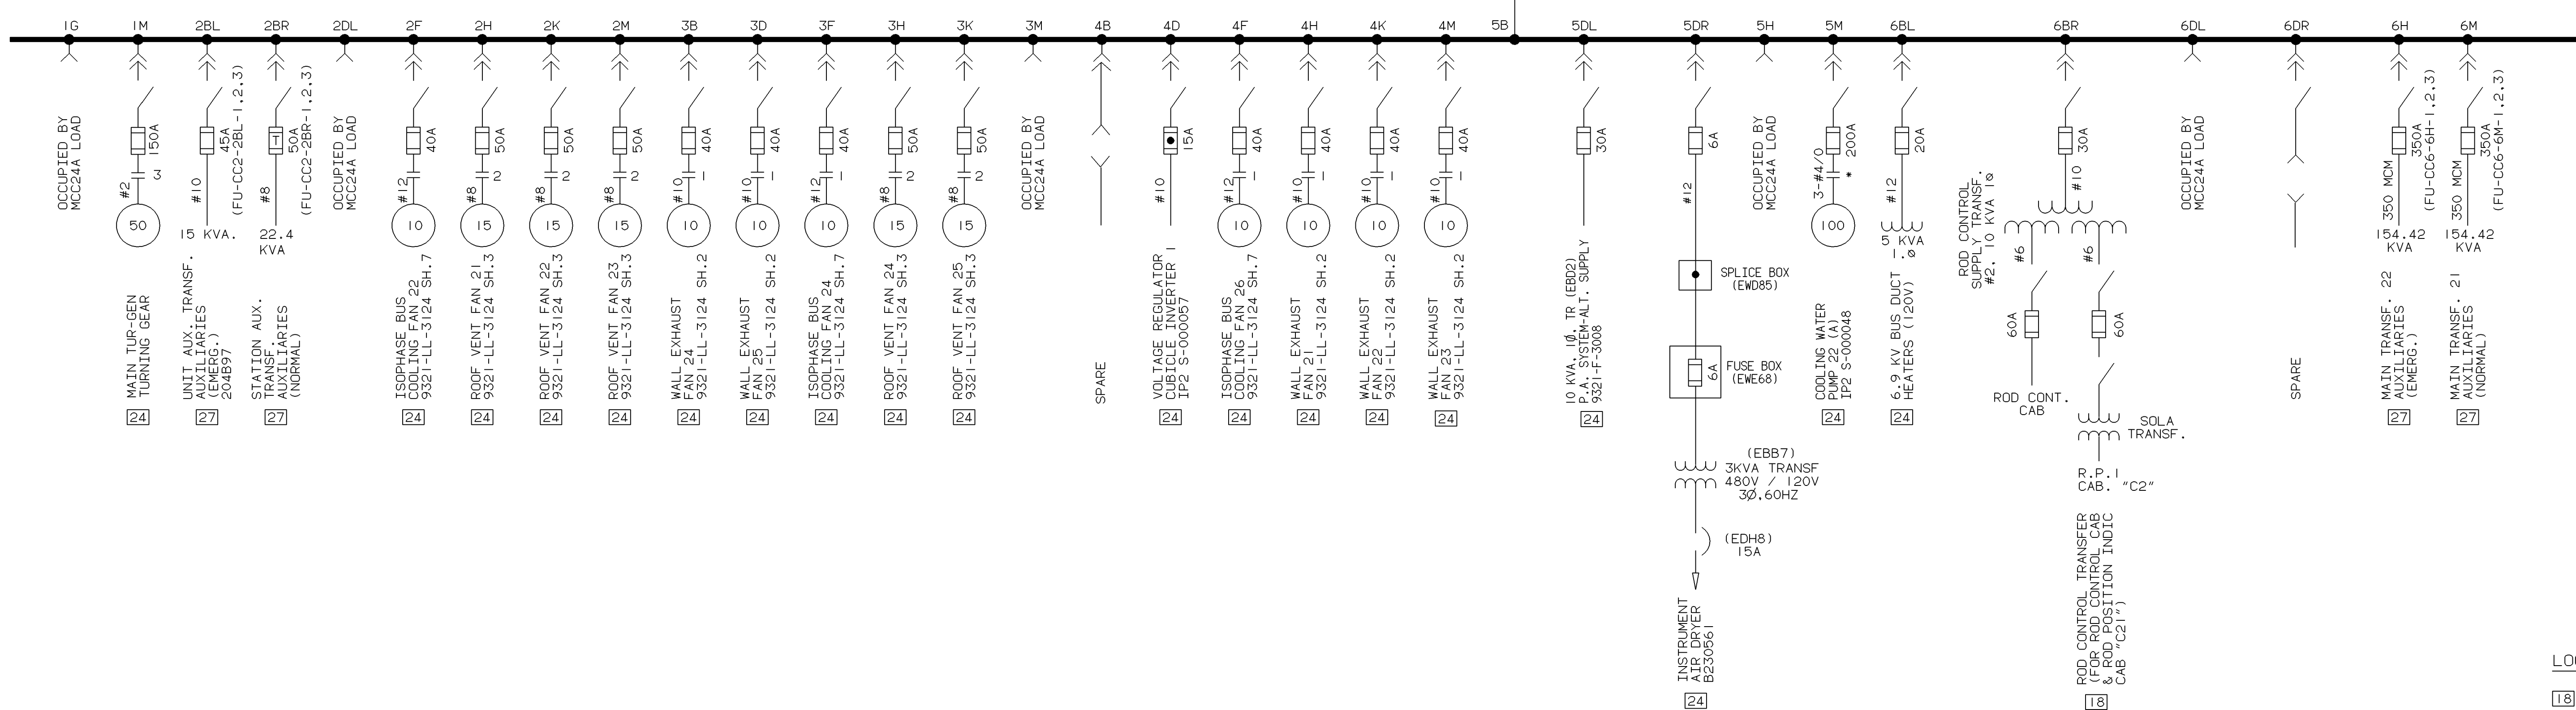 1G
1M
2BL
2BR
2DL
2F
2H
2K
2M
3B
3D
3F
3H
3K
3M
4B
4D
4F
4H
4K
4M
5B
5DL
5DR
5H
5M
6BL
6BR
6DL
6DR
6H
6M
OCCUPIED BY
MCC24A LOAD
150A
3
#2
50
MAIN TUR-GEN
TURNING GEAR
24
45A
(FU-CC2-2BL-1,2,3)
#10
15 KVA.
UNIT AUX. TRANSF.
AUXILIARIES
(EMERG.)
204B97
27
T
50A
(FU-CC2-2BR-1,2,3)
#8
22.4
KVA
STATION AUX.
TRANSF.
AUXILIARIES
(NORMAL)
27
OCCUPIED BY
MCC24A LOAD
40A
#12
10
ISOPHASE BUS
COOLING FAN 22
9321-LL-3124 SH.7
24
50A
2
#8
15
ROOF VENT FAN 21
9321-LL-3124 SH.3
24
50A
2
#8
15
ROOF VENT FAN 22
9321-LL-3124 SH.3
24
50A
2
#8
15
ROOF VENT FAN 23
9321-LL-3124 SH.3
24
40A
1
#10
10
WALL EXHAUST
FAN 24
9321-LL-3124 SH.2
24
40A
1
#10
10
WALL EXHAUST
FAN 25
9321-LL-3124 SH.2
24
40A
1
#12
10
ISOPHASE BUS
COOLING FAN 24
9321-LL-3124 SH.7
24
50A
2
#8
15
ROOF VENT FAN 24
9321-LL-3124 SH.3
24
50A
2
#8
15
ROOF VENT FAN 25
9321-LL-3124 SH.3
24
OCCUPIED BY
MCC24A LOAD
SPARE
15A
#10
VOLTAGE REGULATOR
CUBICLE INVERTER 1
IP2 S-000057
24
40A
1
#12
10
ISOPHASE BUS
COOLING FAN 26
9321-LL-3124 SH.7
24
40A
1
#10
10
WALL EXHAUST
FAN 21
9321-LL-3124 SH.2
24
40A
1
#10
10
WALL EXHAUST
FAN 22
9321-LL-3124 SH.2
24
40A
1
#10
10
WALL EXHAUST
FAN 23
9321-LL-3124 SH.2
24
30A
10 KVA. 1Ø. TR (EBD2)
P.A. SYSTEM-ALT. SUPPLY
9321-F-3008
24
6A
#12
SPLICE BOX
(EWD85)
6A
FUSE BOX
(EWE68)
(EBB7)
3KVA TRANSF
480V / 120V
3Ø,60HZ
(EDH8)
15A
INSTRUMENT
AIR DRYER
B230561
24
OCCUPIED BY
MCC24A LOAD
200A
*
3-#4/0
100
COOLING WATER
PUMP 22 (A)
IP2 S-000048
24
20A
#12
5 KVA
1.Ø
6.9 KV BUS DUCT
HEATERS (120V)
24
30A
#10
ROD CONTROL
SUPPLY TRANSF.
#2. 10 KVA 1Ø
#6
60A
ROD CONT.
CAB
#6
60A
SOLA
TRANSF.
R.P.I
CAB. "C2"
ROD CONTROL TRANSFER
(FOR ROD CONTROL CAB
& ROD POSITION INDIC
CAB "C21")
18
OCCUPIED BY
MCC24A LOAD
SPARE
350A
(FU-CC6-6H-1,2,3)
350 MCM
154.42
KVA
MAIN TRANSF. 22
AUXILIARIES
(EMERG.)
27
350A
(FU-CC6-6M-1,2,3)
350 MCM
154.42
KVA
MAIN TRANSF. 21
AUXILIARIES
(NORMAL)
27
18